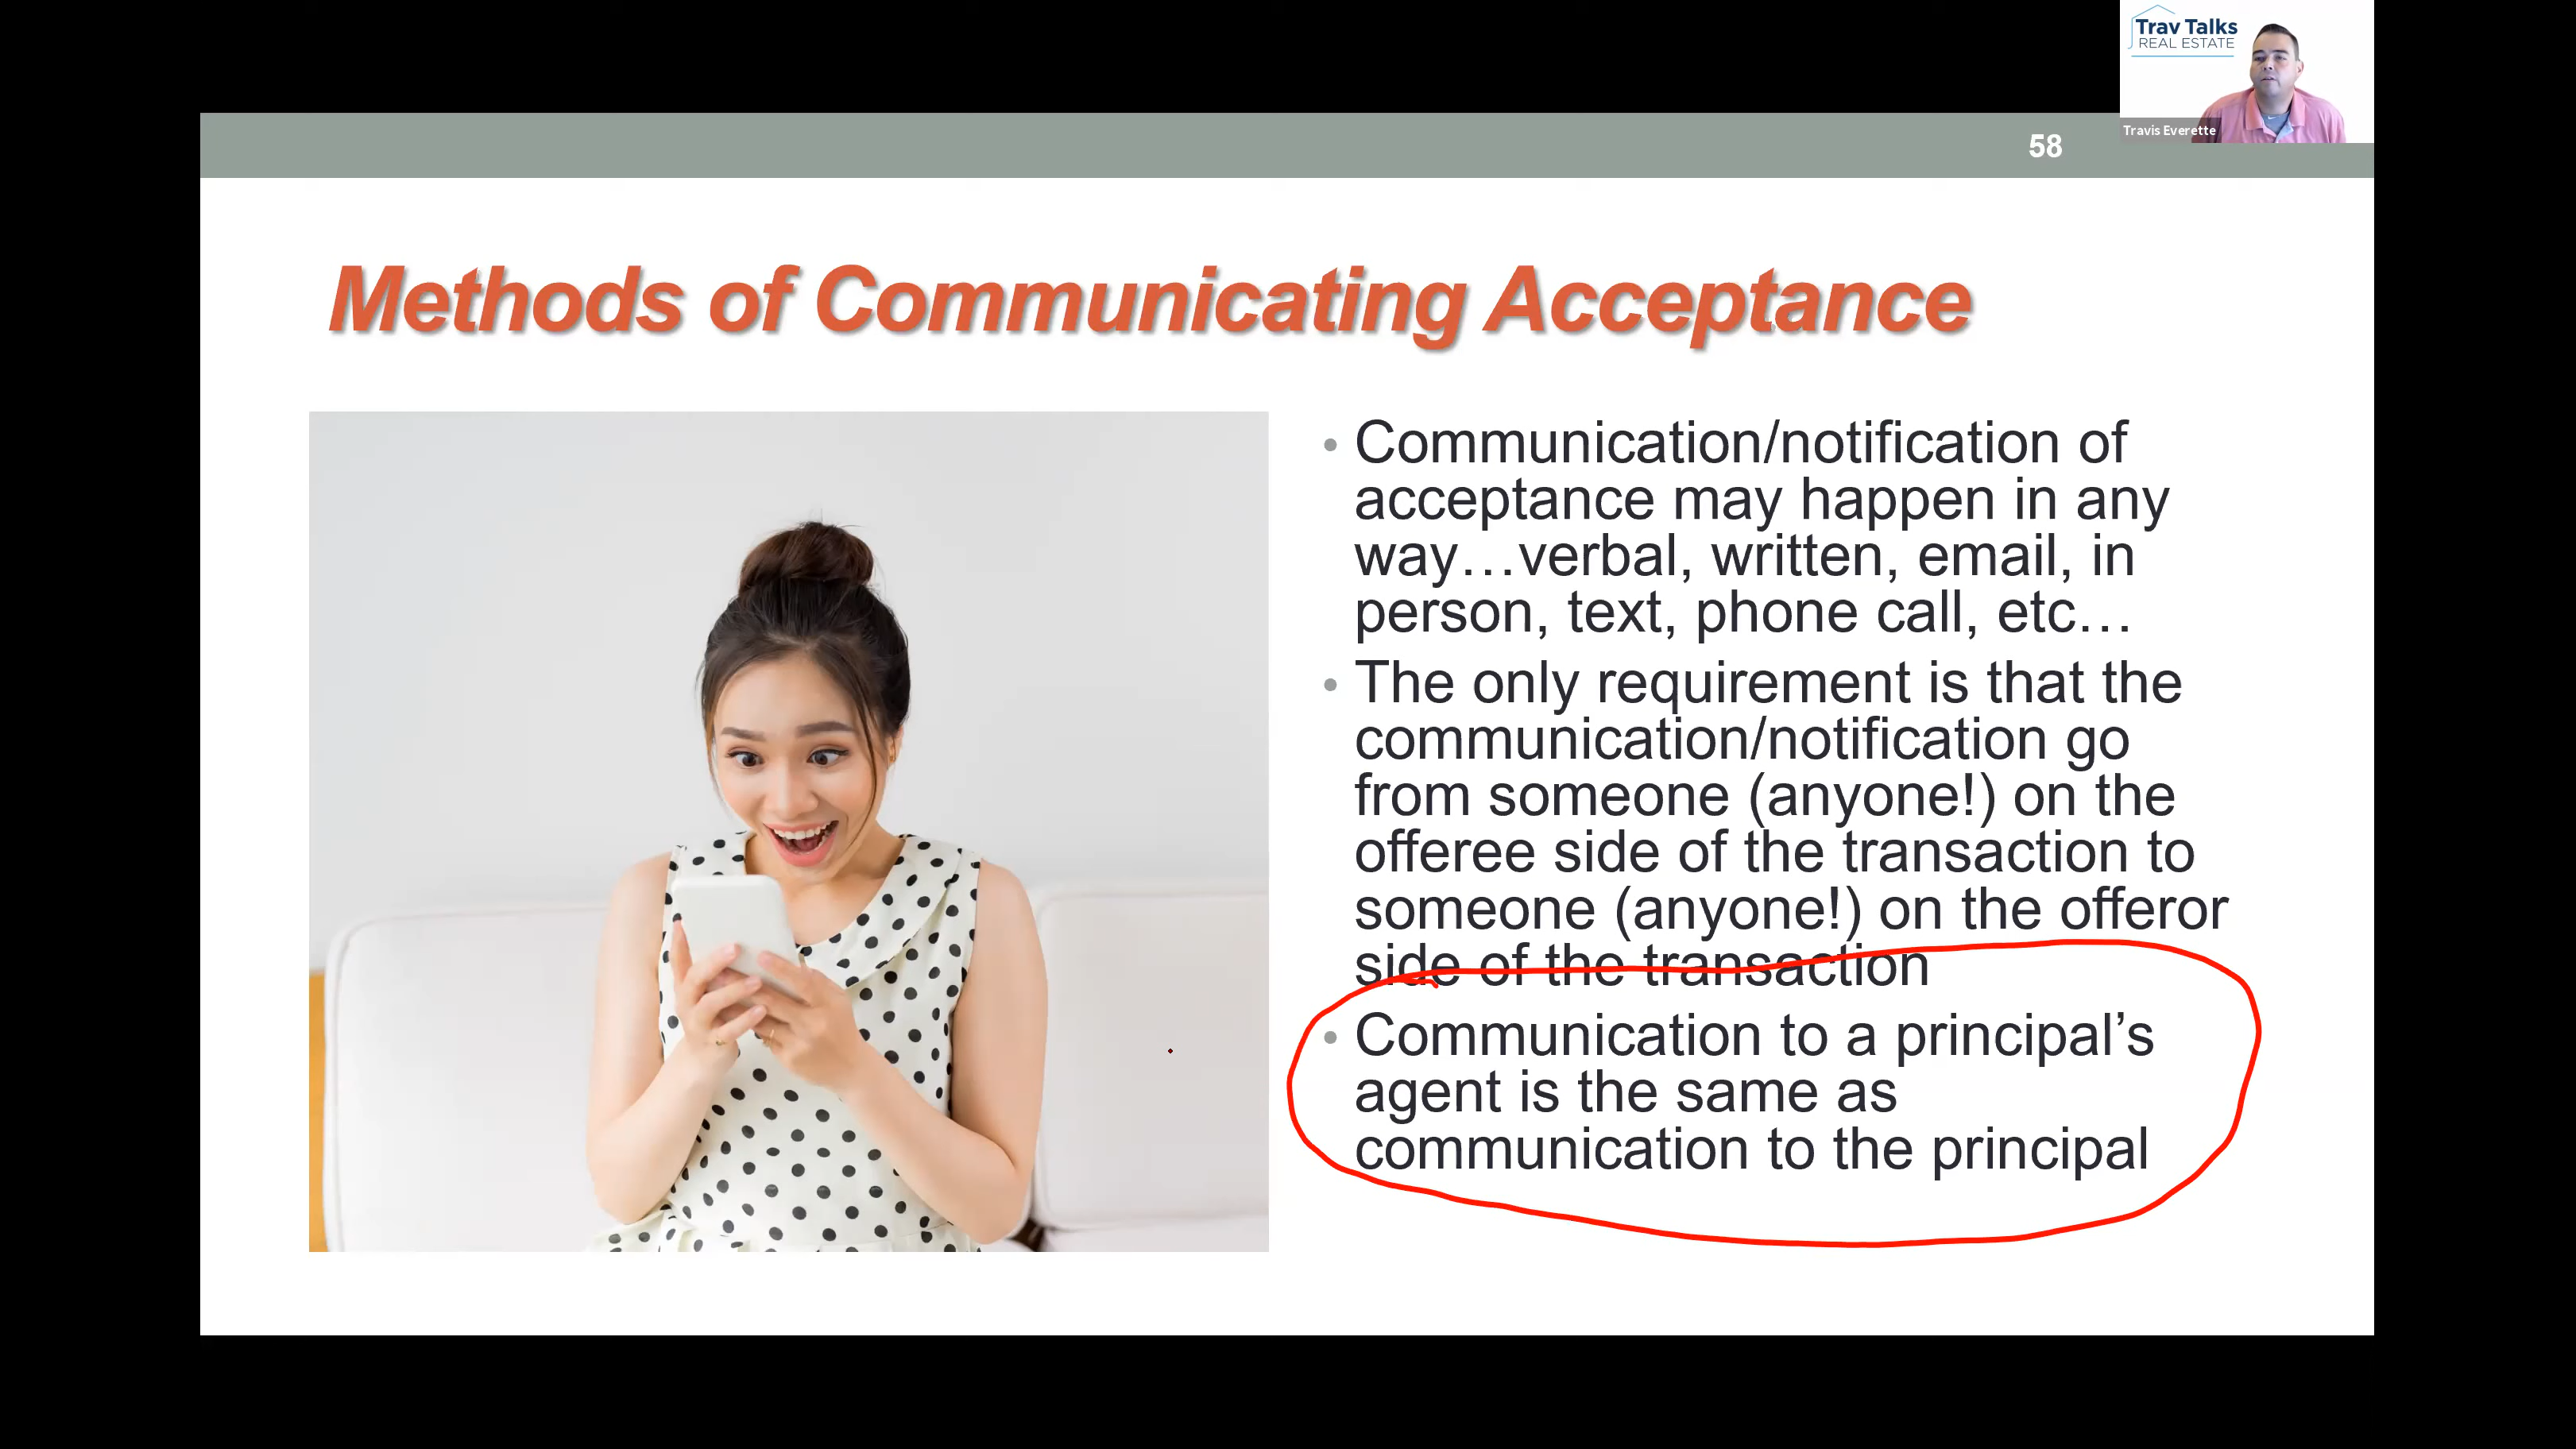 Trav Talks
REAL ESTATE
Travis Everette
58
Methods of Communicating Acceptance
• Communication/notification of
acceptance may happen in any
way…verbal, written, email, in
person, text, phone call, etc…
• The only requirement is that the
communication/notification go
from someone (anyone!) on the
offeree side of the transaction to
someone (anyone!) on the offeror
side of the transaction
• Communication to a principal’s
agent is the same as
communication to the principal